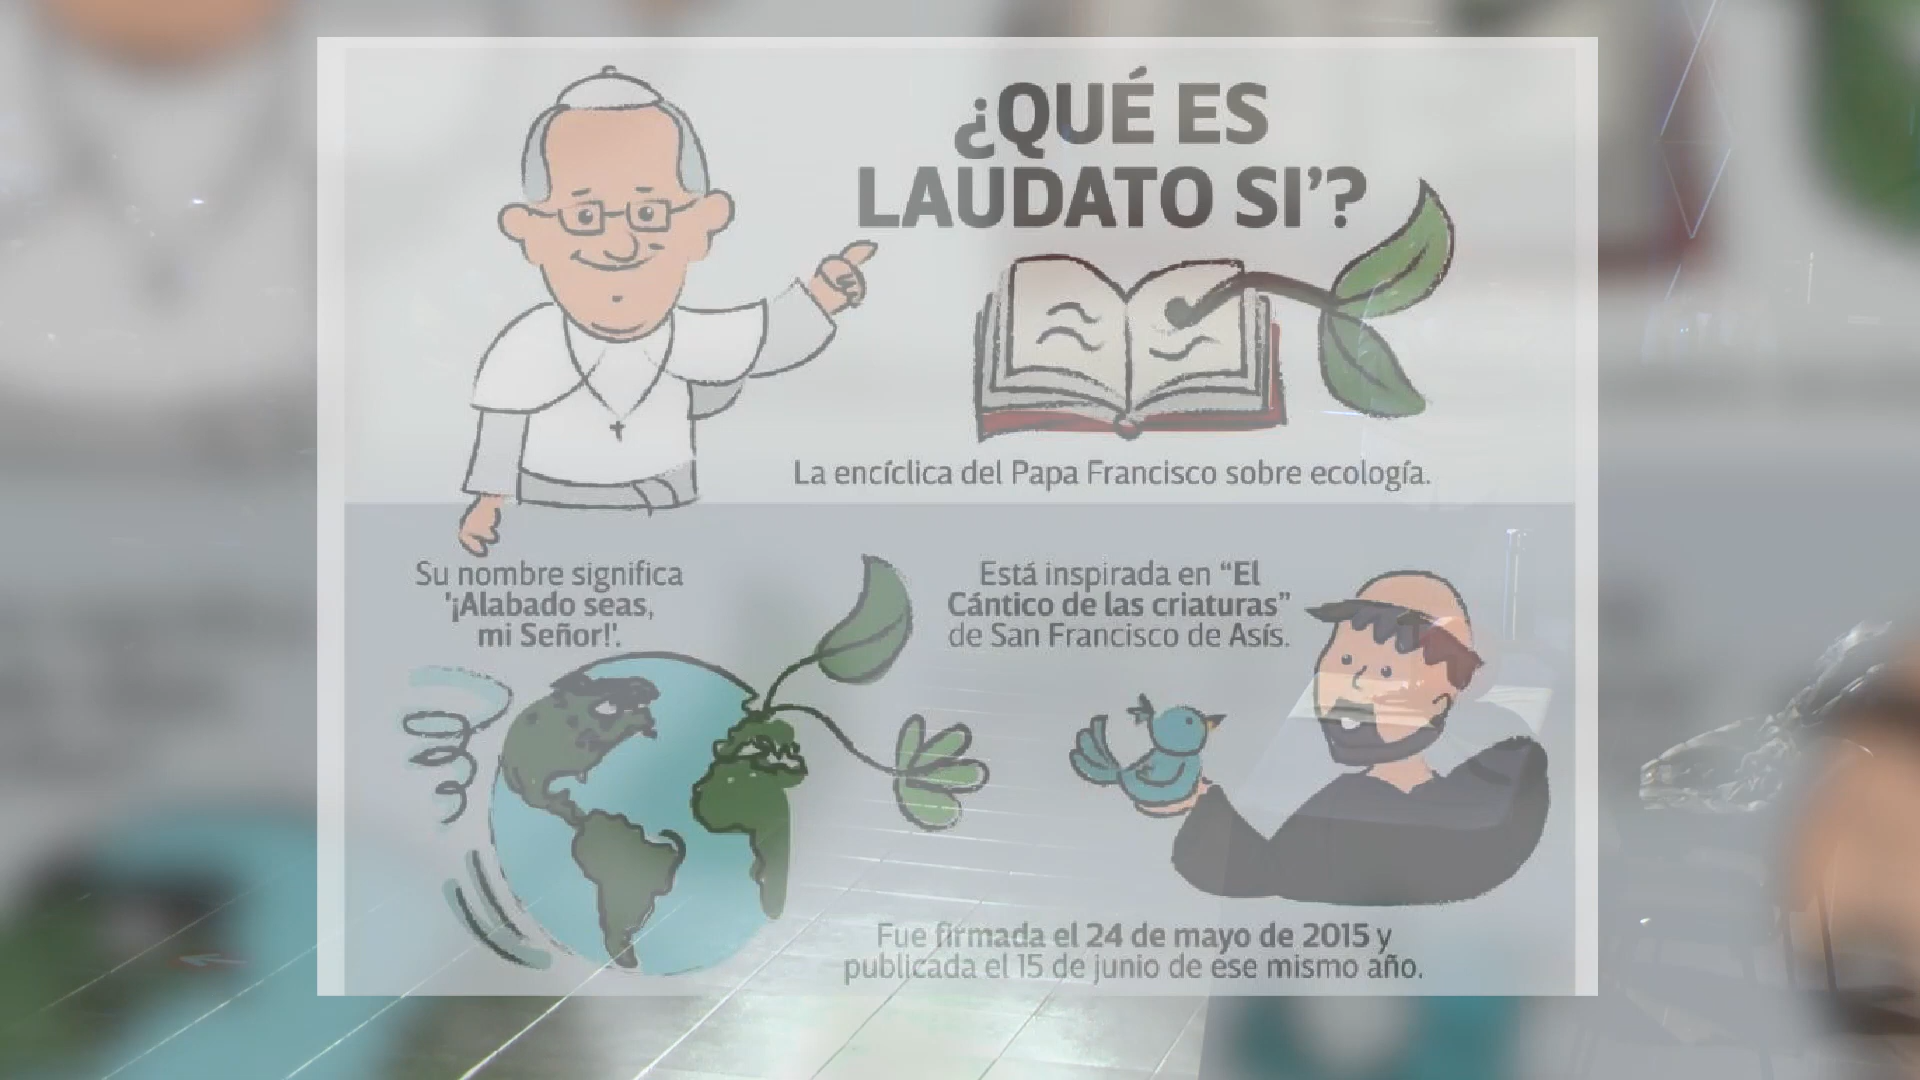 ¿QUÉ ES
LAUDATO SI’?
La encíclica del Papa Francisco sobre ecología.
Su nombre significa
'¡Alabado seas,
mi Señor!'.
Está inspirada en “El
Cántico de las criaturas”
de San Francisco de Asís.
Fue firmada el 24 de mayo de 2015 y
publicada el 15 de junio de ese mismo año.